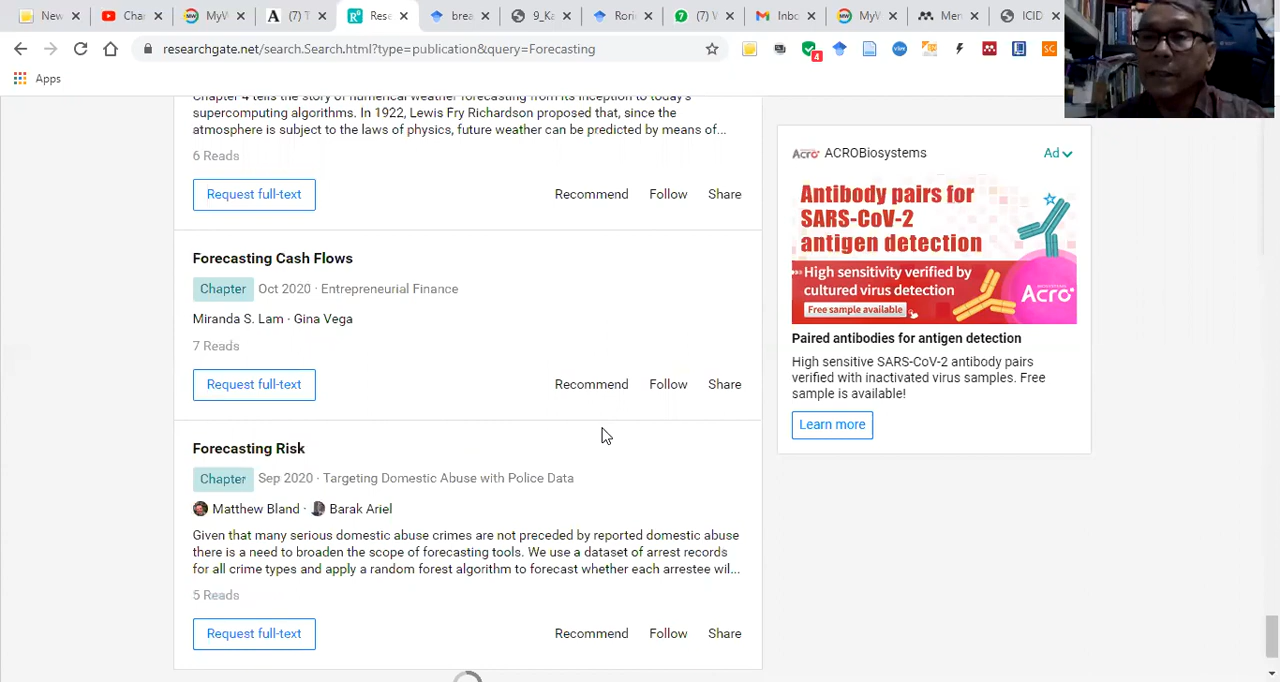 New
Char
MyW
(7) T
Rese
brea
9_Ka
Rori
(7) (V
Inbo
MyW
Men
ICID
researchgate.net/search.Search.html?type=publication&query=Forecasting
4
SC
Apps
Chapter 4 tells the story of numerical weather forecasting from its inception to today's
supercomputing algorithms. In 1922, Lewis Fry Richardson proposed that, since the
atmosphere is subject to the laws of physics, future weather can be predicted by means of...
6 Reads
Request full-text
Recommend Follow Share
Forecasting Cash Flows
Chapter Oct 2020 · Entrepreneurial Finance
Miranda S. Lam · Gina Vega
7 Reads
Request full-text
Recommend Follow Share
Forecasting Risk
Chapter Sep 2020 · Targeting Domestic Abuse with Police Data
Matthew Bland · Barak Ariel
Given that many serious domestic abuse crimes are not preceded by reported domestic abuse
there is a need to broaden the scope of forecasting tools. We use a dataset of arrest records
for all crime types and apply a random forest algorithm to forecast whether each arrestee wil...
5 Reads
Request full-text
Recommend Follow Share
Acro ACROBiosystems
Ad
Antibody pairs for
SARS-CoV-2
antigen detection
High sensitivity verified by
cultured virus detection
Free sample available
Acro
Paired antibodies for antigen detection
High sensitive SARS-CoV-2 antibody pairs
verified with inactivated virus samples. Free
sample is available!
Learn more